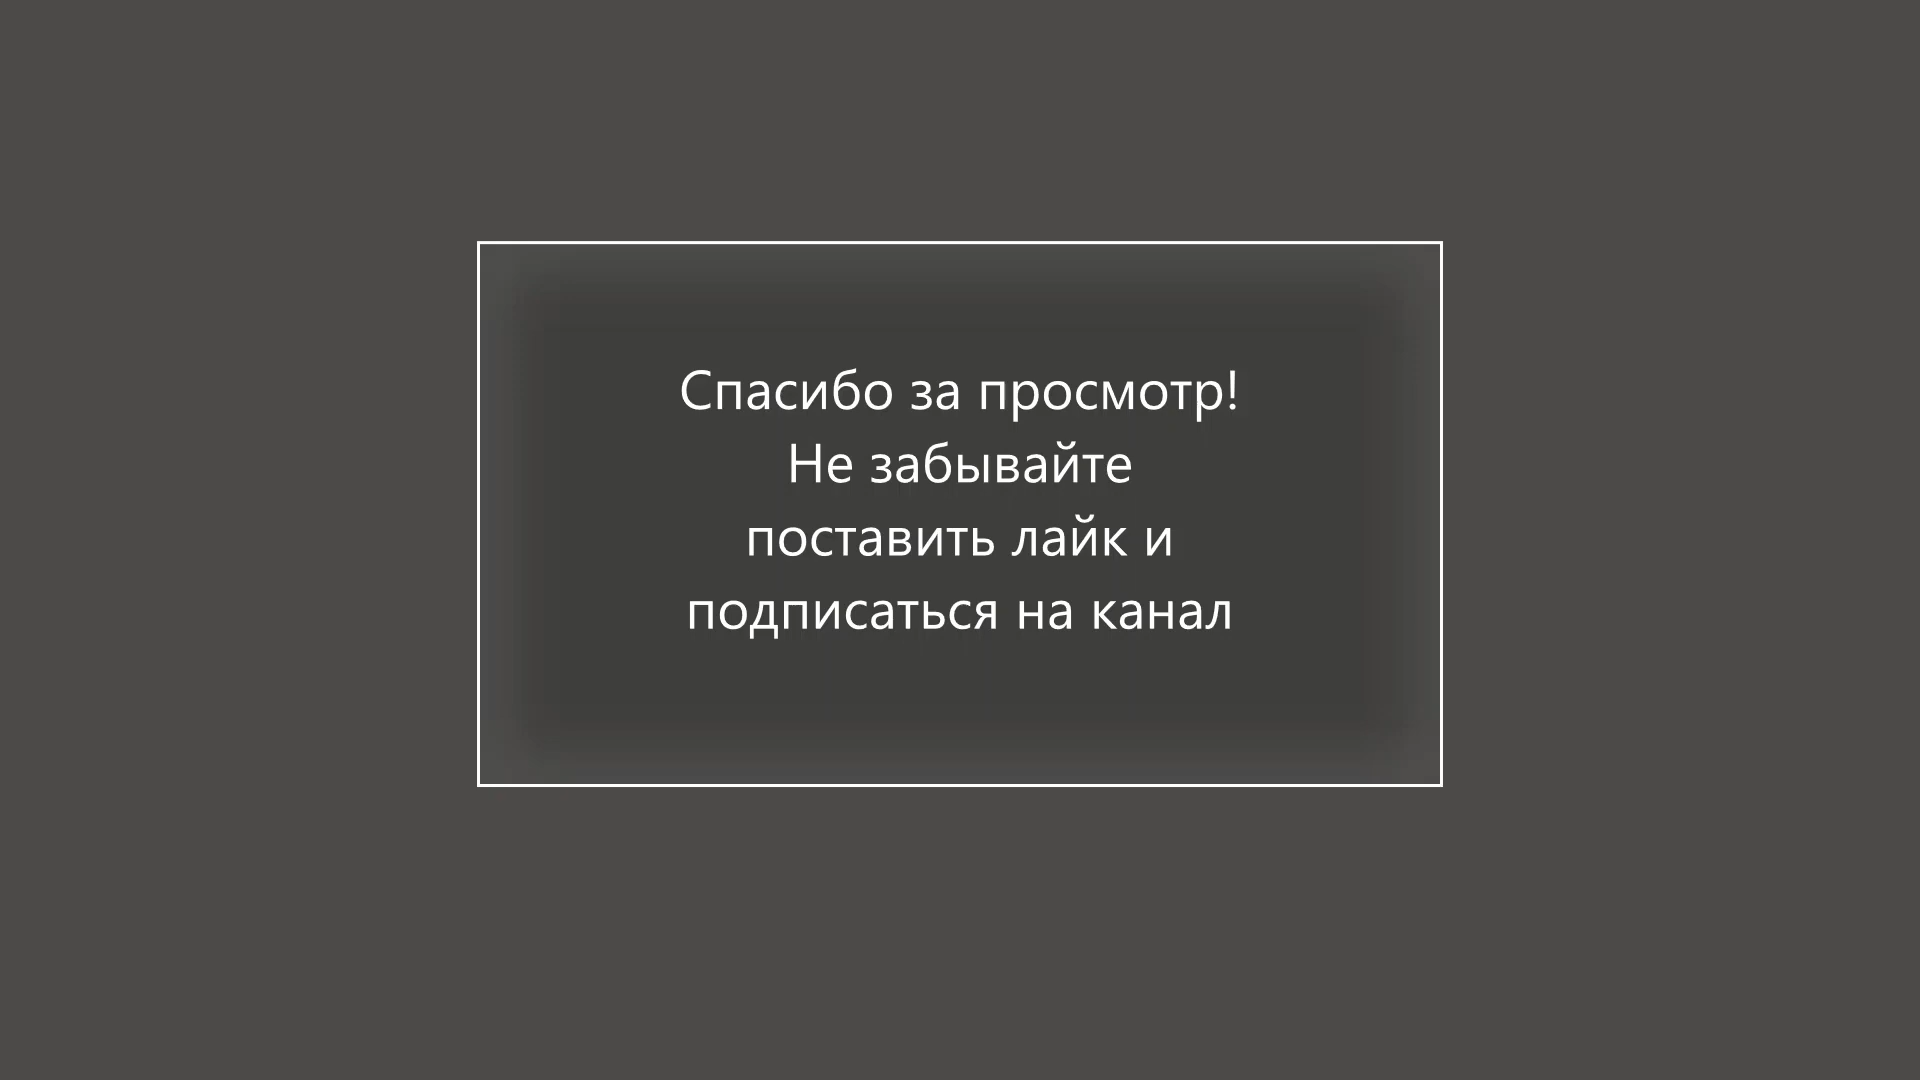 Спасибо за просмотр!
Не забывайте
поставить лайк и
подписаться на канал